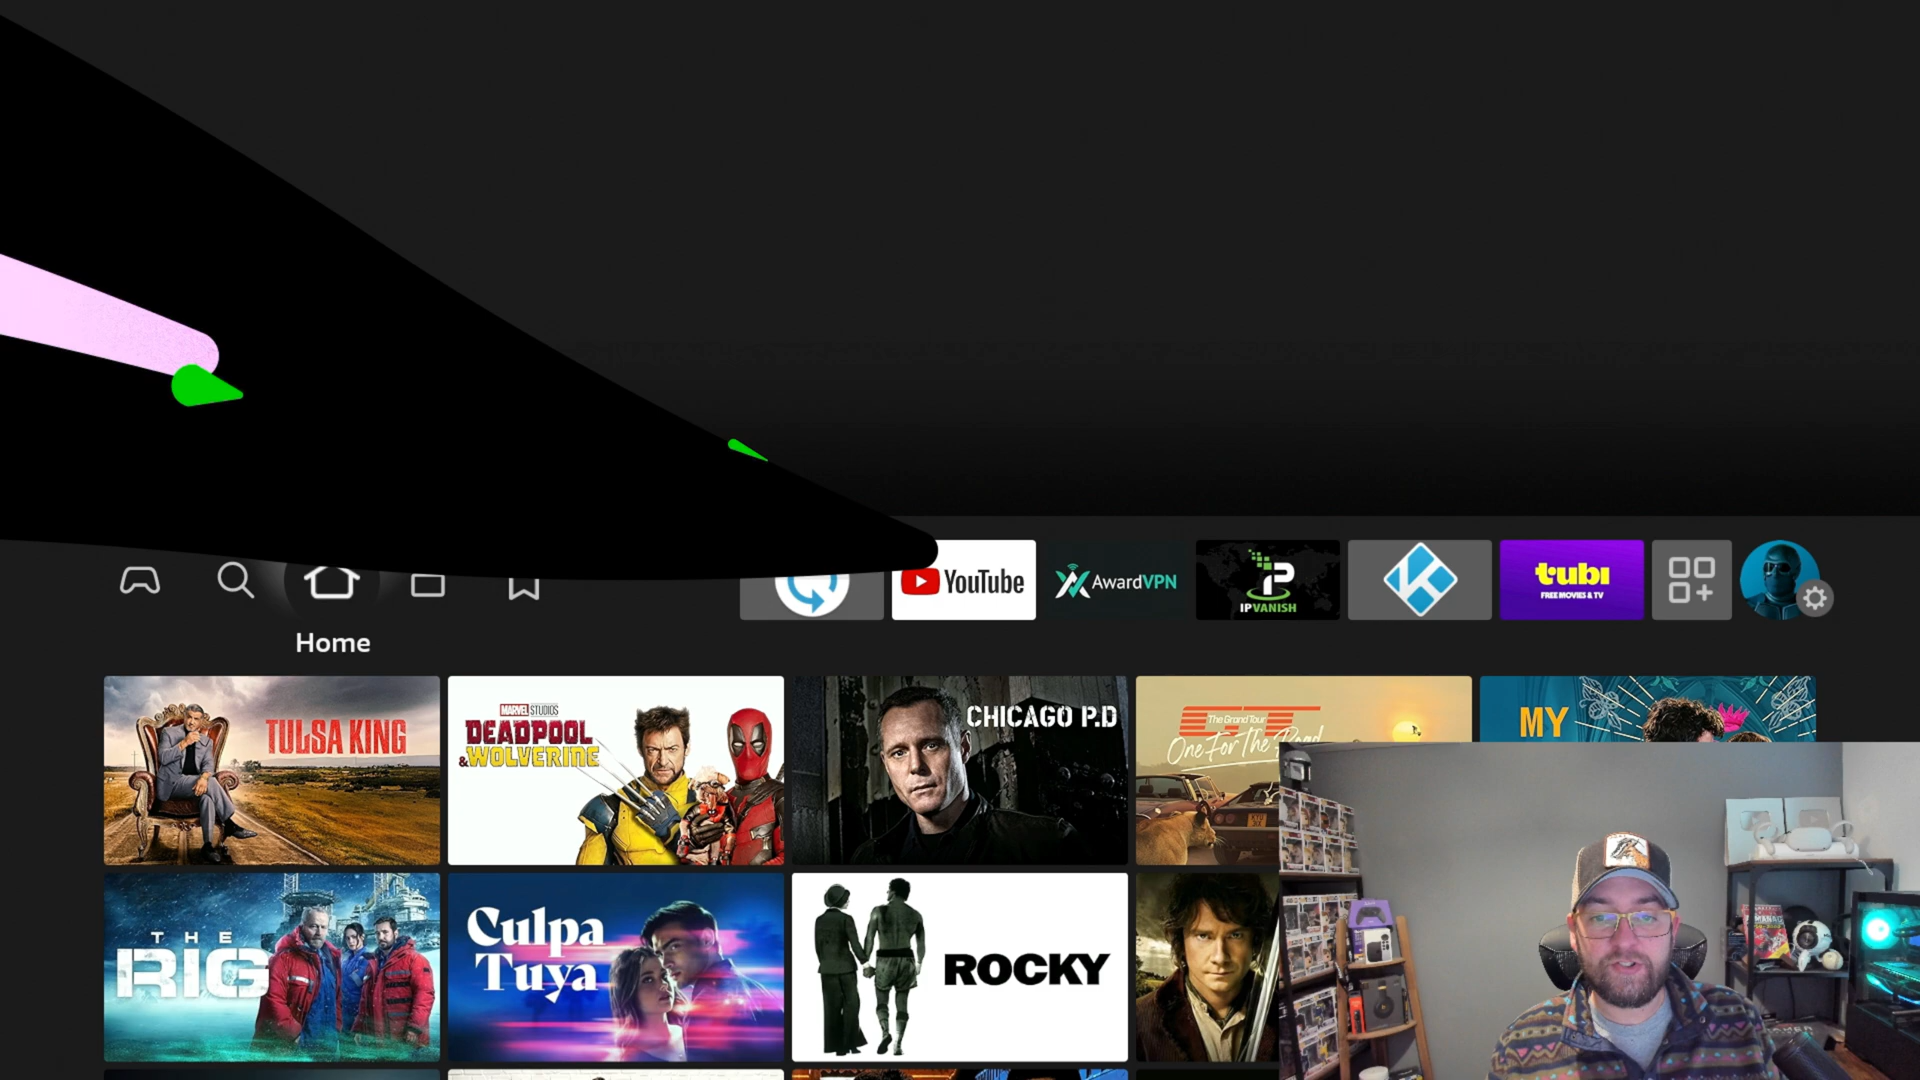 YouTube
AwardVPN
IPVANISH
tubi
FREE MOVIES & TV
Home
TULSA KING
MARVEL STUDIOS
DEADPOOL
& WOLVERINE
CHICAGO P.D
The Grand Tour
One For The Road
MY
THE
RIG
Culpa
Tuya
ROCKY